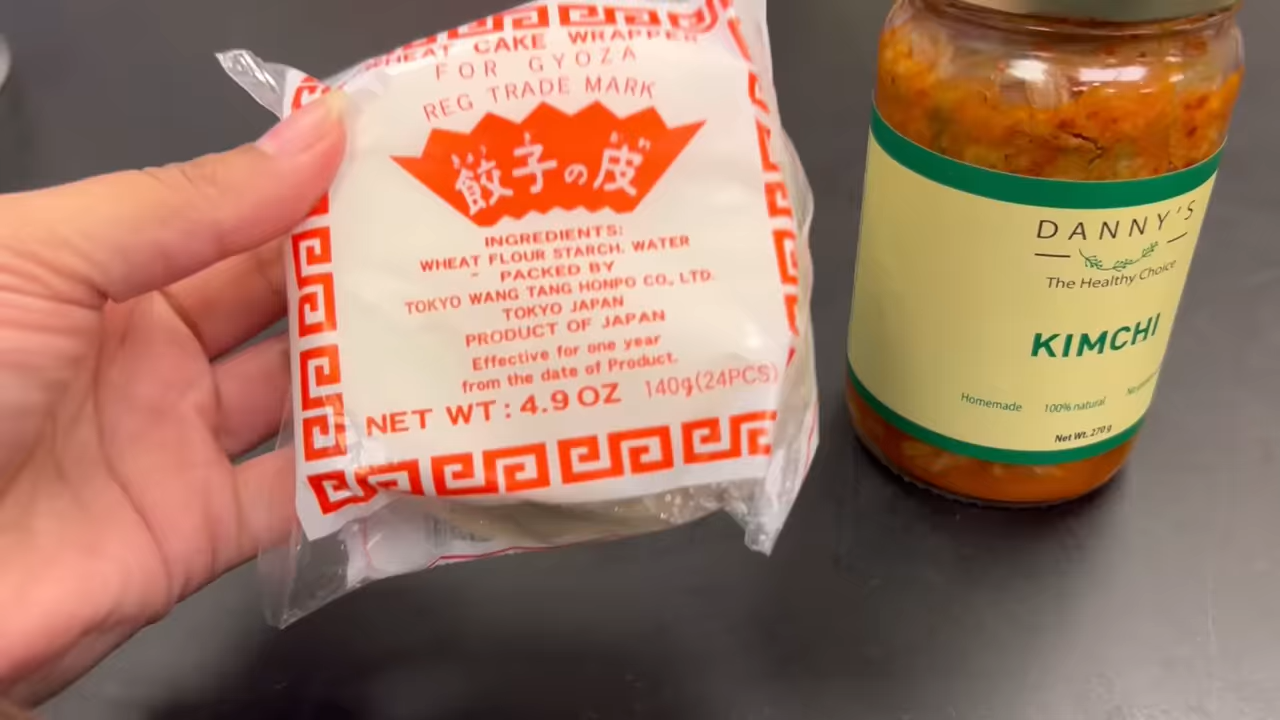 WHEAT CAKE WRAPPER
FOR GYOZA
REG TRADE MARK
餃子の皮
INGREDIENTS:
WHEAT FLOUR STARCH. WATER
PACKED BY
TOKYO WANG TANG HONPO CO., LTD.
TOKYO JAPAN
PRODUCT OF JAPAN
Effective for one year
from the date of Product.
NET WT: 4.9 OZ 140g(24PCS)
DANNY'S
The Healthy Choice
KIMCHI
Homemade 100% natural
Net Wt. 270 g